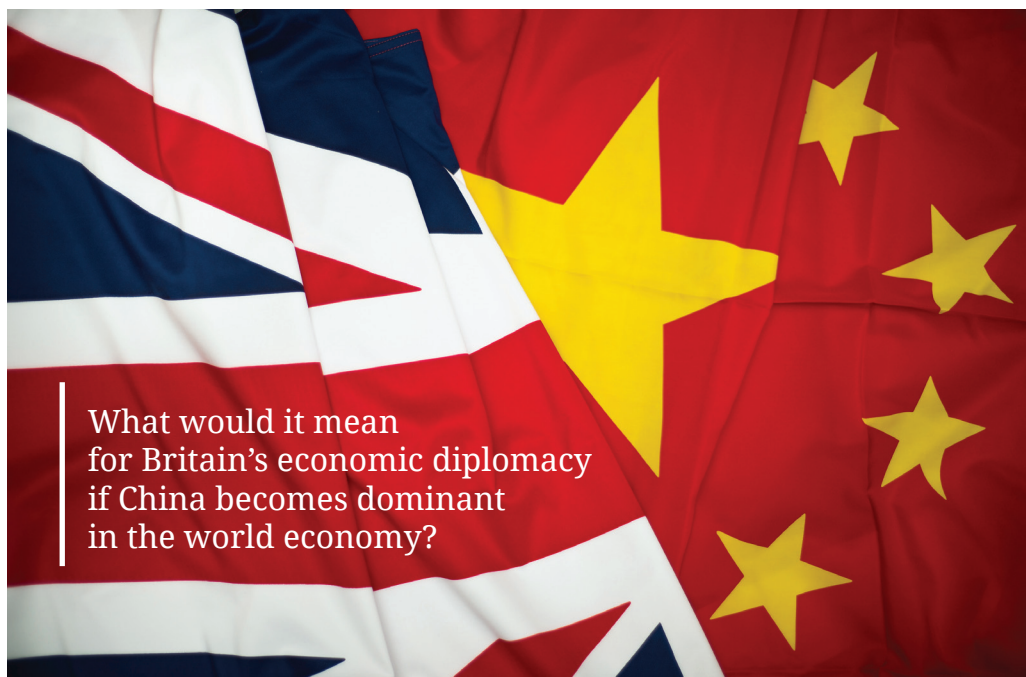 What would it mean
for Britain’s economic diplomacy
if China becomes dominant
in the world economy?